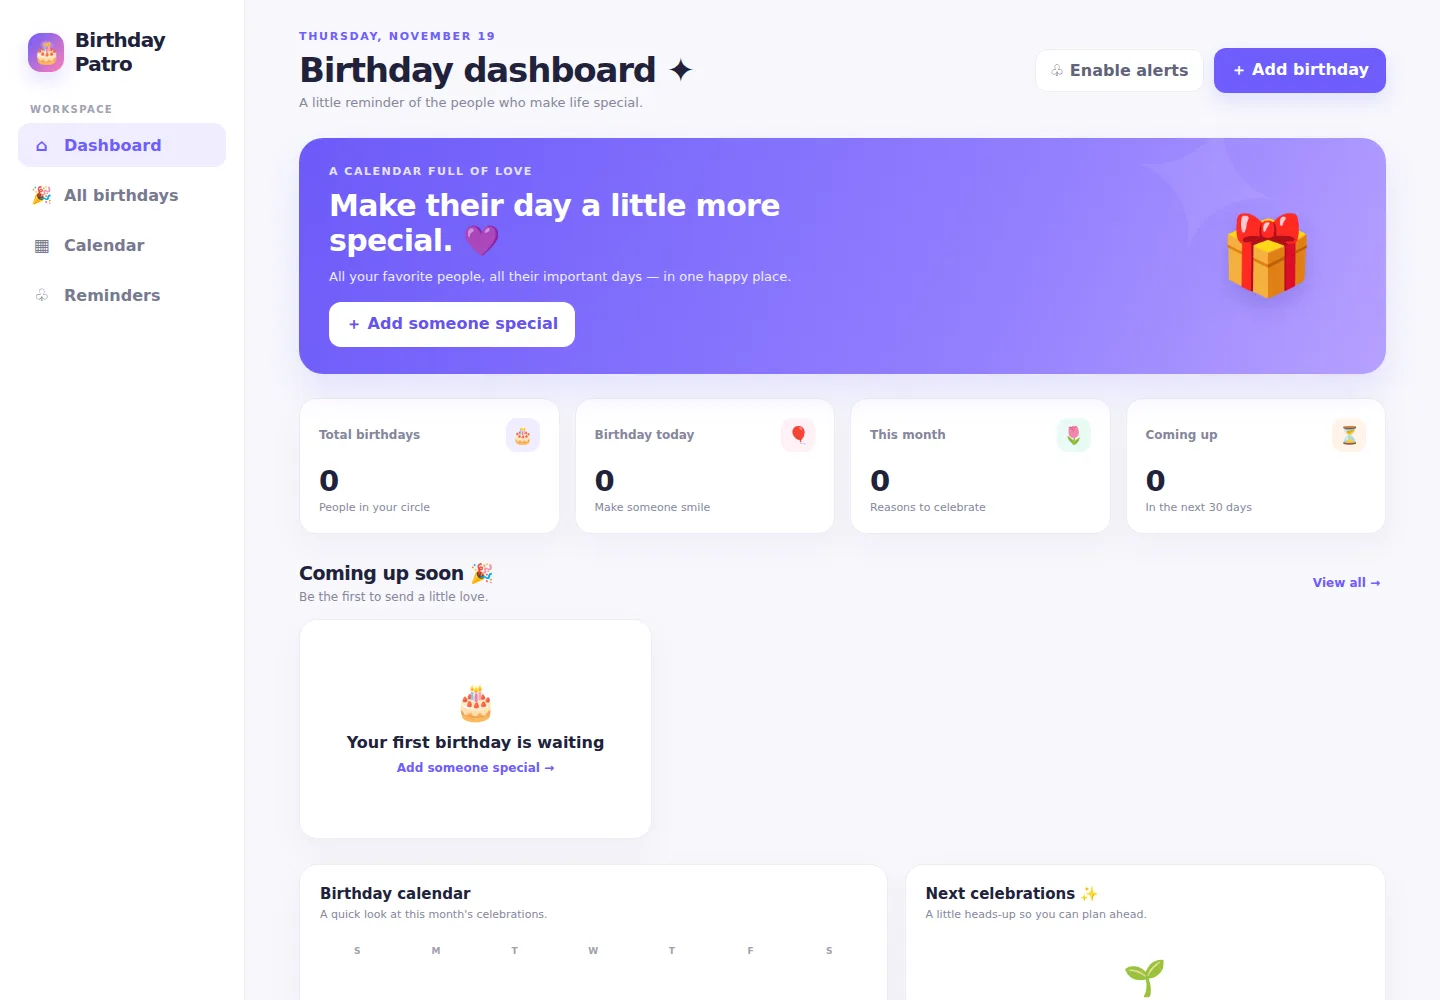 Birthday
Patro
WORKSPACE
Dashboard
All birthdays
Calendar
Reminders
THURSDAY, NOVEMBER 19
Birthday dashboard ✦
A little reminder of the people who make life special.
♧ Enable alerts
+ Add birthday
A CALENDAR FULL OF LOVE
Make their day a little more
special. 💜
All your favorite people, all their important days — in one happy place.
+ Add someone special
Total birthdays
0
People in your circle
Birthday today
0
Make someone smile
This month
0
Reasons to celebrate
Coming up
0
In the next 30 days
Coming up soon 🎉
Be the first to send a little love.
View all →
Your first birthday is waiting
Add someone special →
Birthday calendar
A quick look at this month's celebrations.
S M T W T F S
Next celebrations ✨
A little heads-up so you can plan ahead.